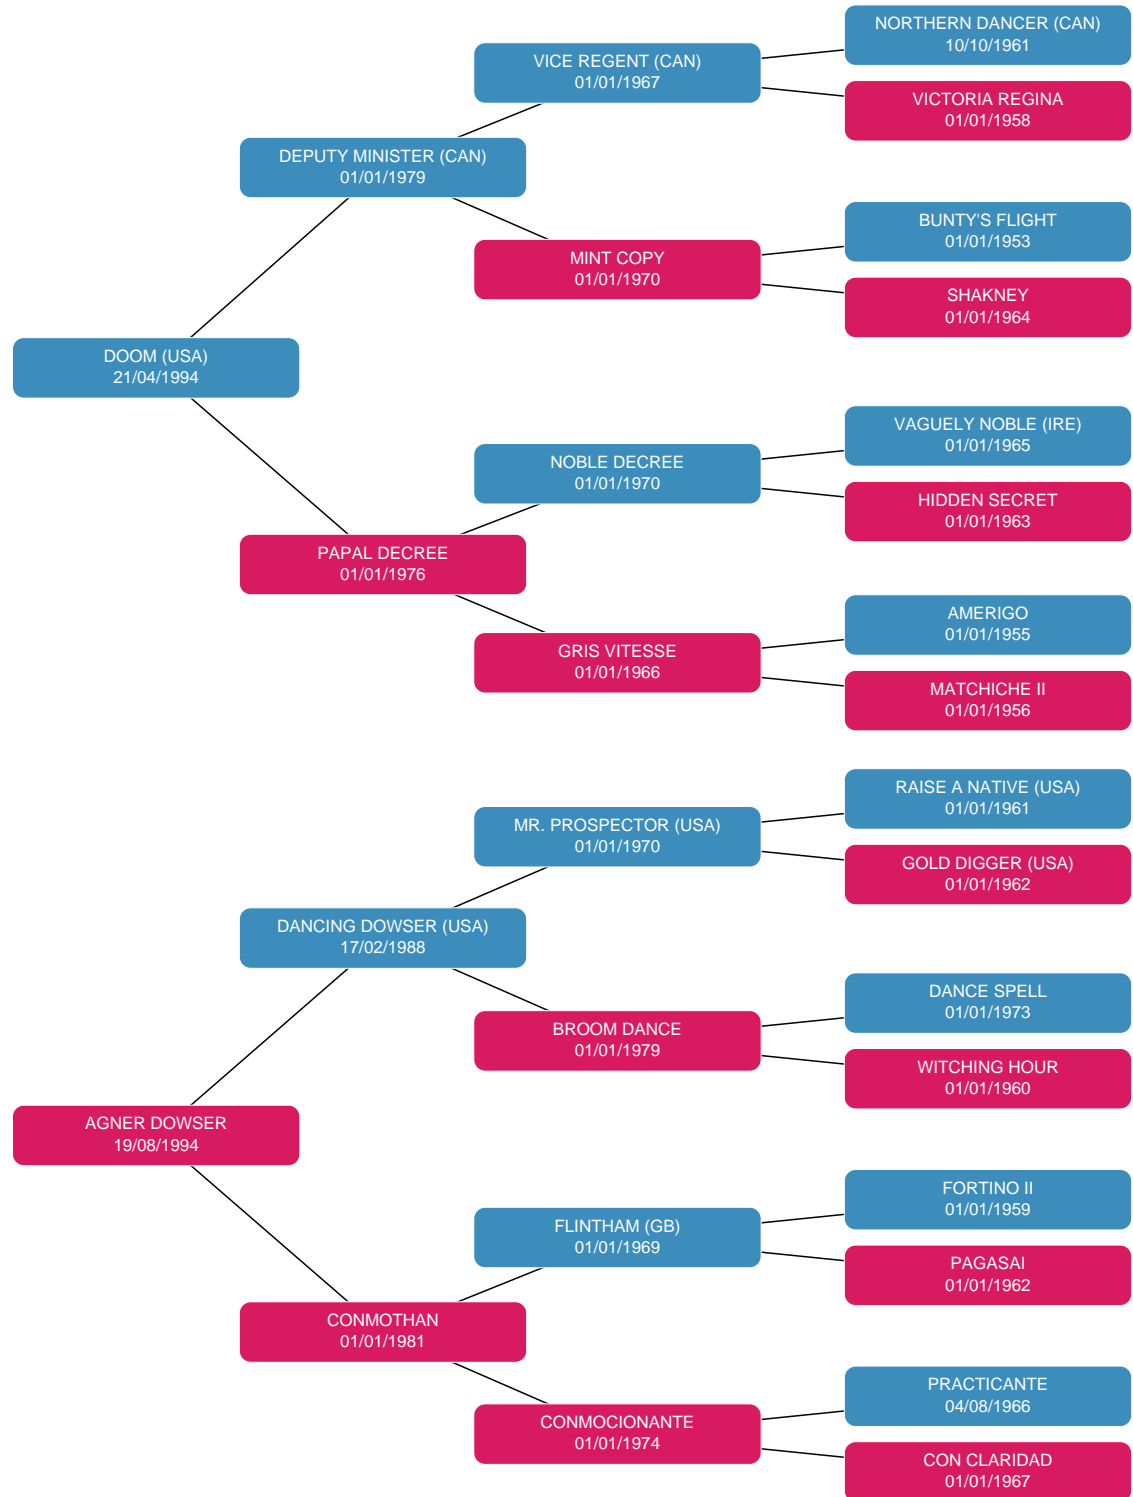 NORTHERN DANCER (CAN)
10/10/1961
VICE REGENT (CAN)
01/01/1967
VICTORIA REGINA
01/01/1958
DEPUTY MINISTER (CAN)
01/01/1979
BUNTY'S FLIGHT
01/01/1953
MINT COPY
01/01/1970
SHAKNEY
01/01/1964
DOOM (USA)
21/04/1994
VAGUELY NOBLE (IRE)
01/01/1965
NOBLE DECREE
01/01/1970
HIDDEN SECRET
01/01/1963
PAPAL DECREE
01/01/1976
AMERIGO
01/01/1955
GRIS VITESSE
01/01/1966
MATCHICHE II
01/01/1956
RAISE A NATIVE (USA)
01/01/1961
MR. PROSPECTOR (USA)
01/01/1970
GOLD DIGGER (USA)
01/01/1962
DANCING DOWSER (USA)
17/02/1988
DANCE SPELL
01/01/1973
BROOM DANCE
01/01/1979
WITCHING HOUR
01/01/1960
AGNER DOWSER
19/08/1994
FORTINO II
01/01/1959
FLINTHAM (GB)
01/01/1969
PAGASAI
01/01/1962
CONMOTHAN
01/01/1981
PRACTICANTE
04/08/1966
CONMOCIONANTE
01/01/1974
CON CLARIDAD
01/01/1967